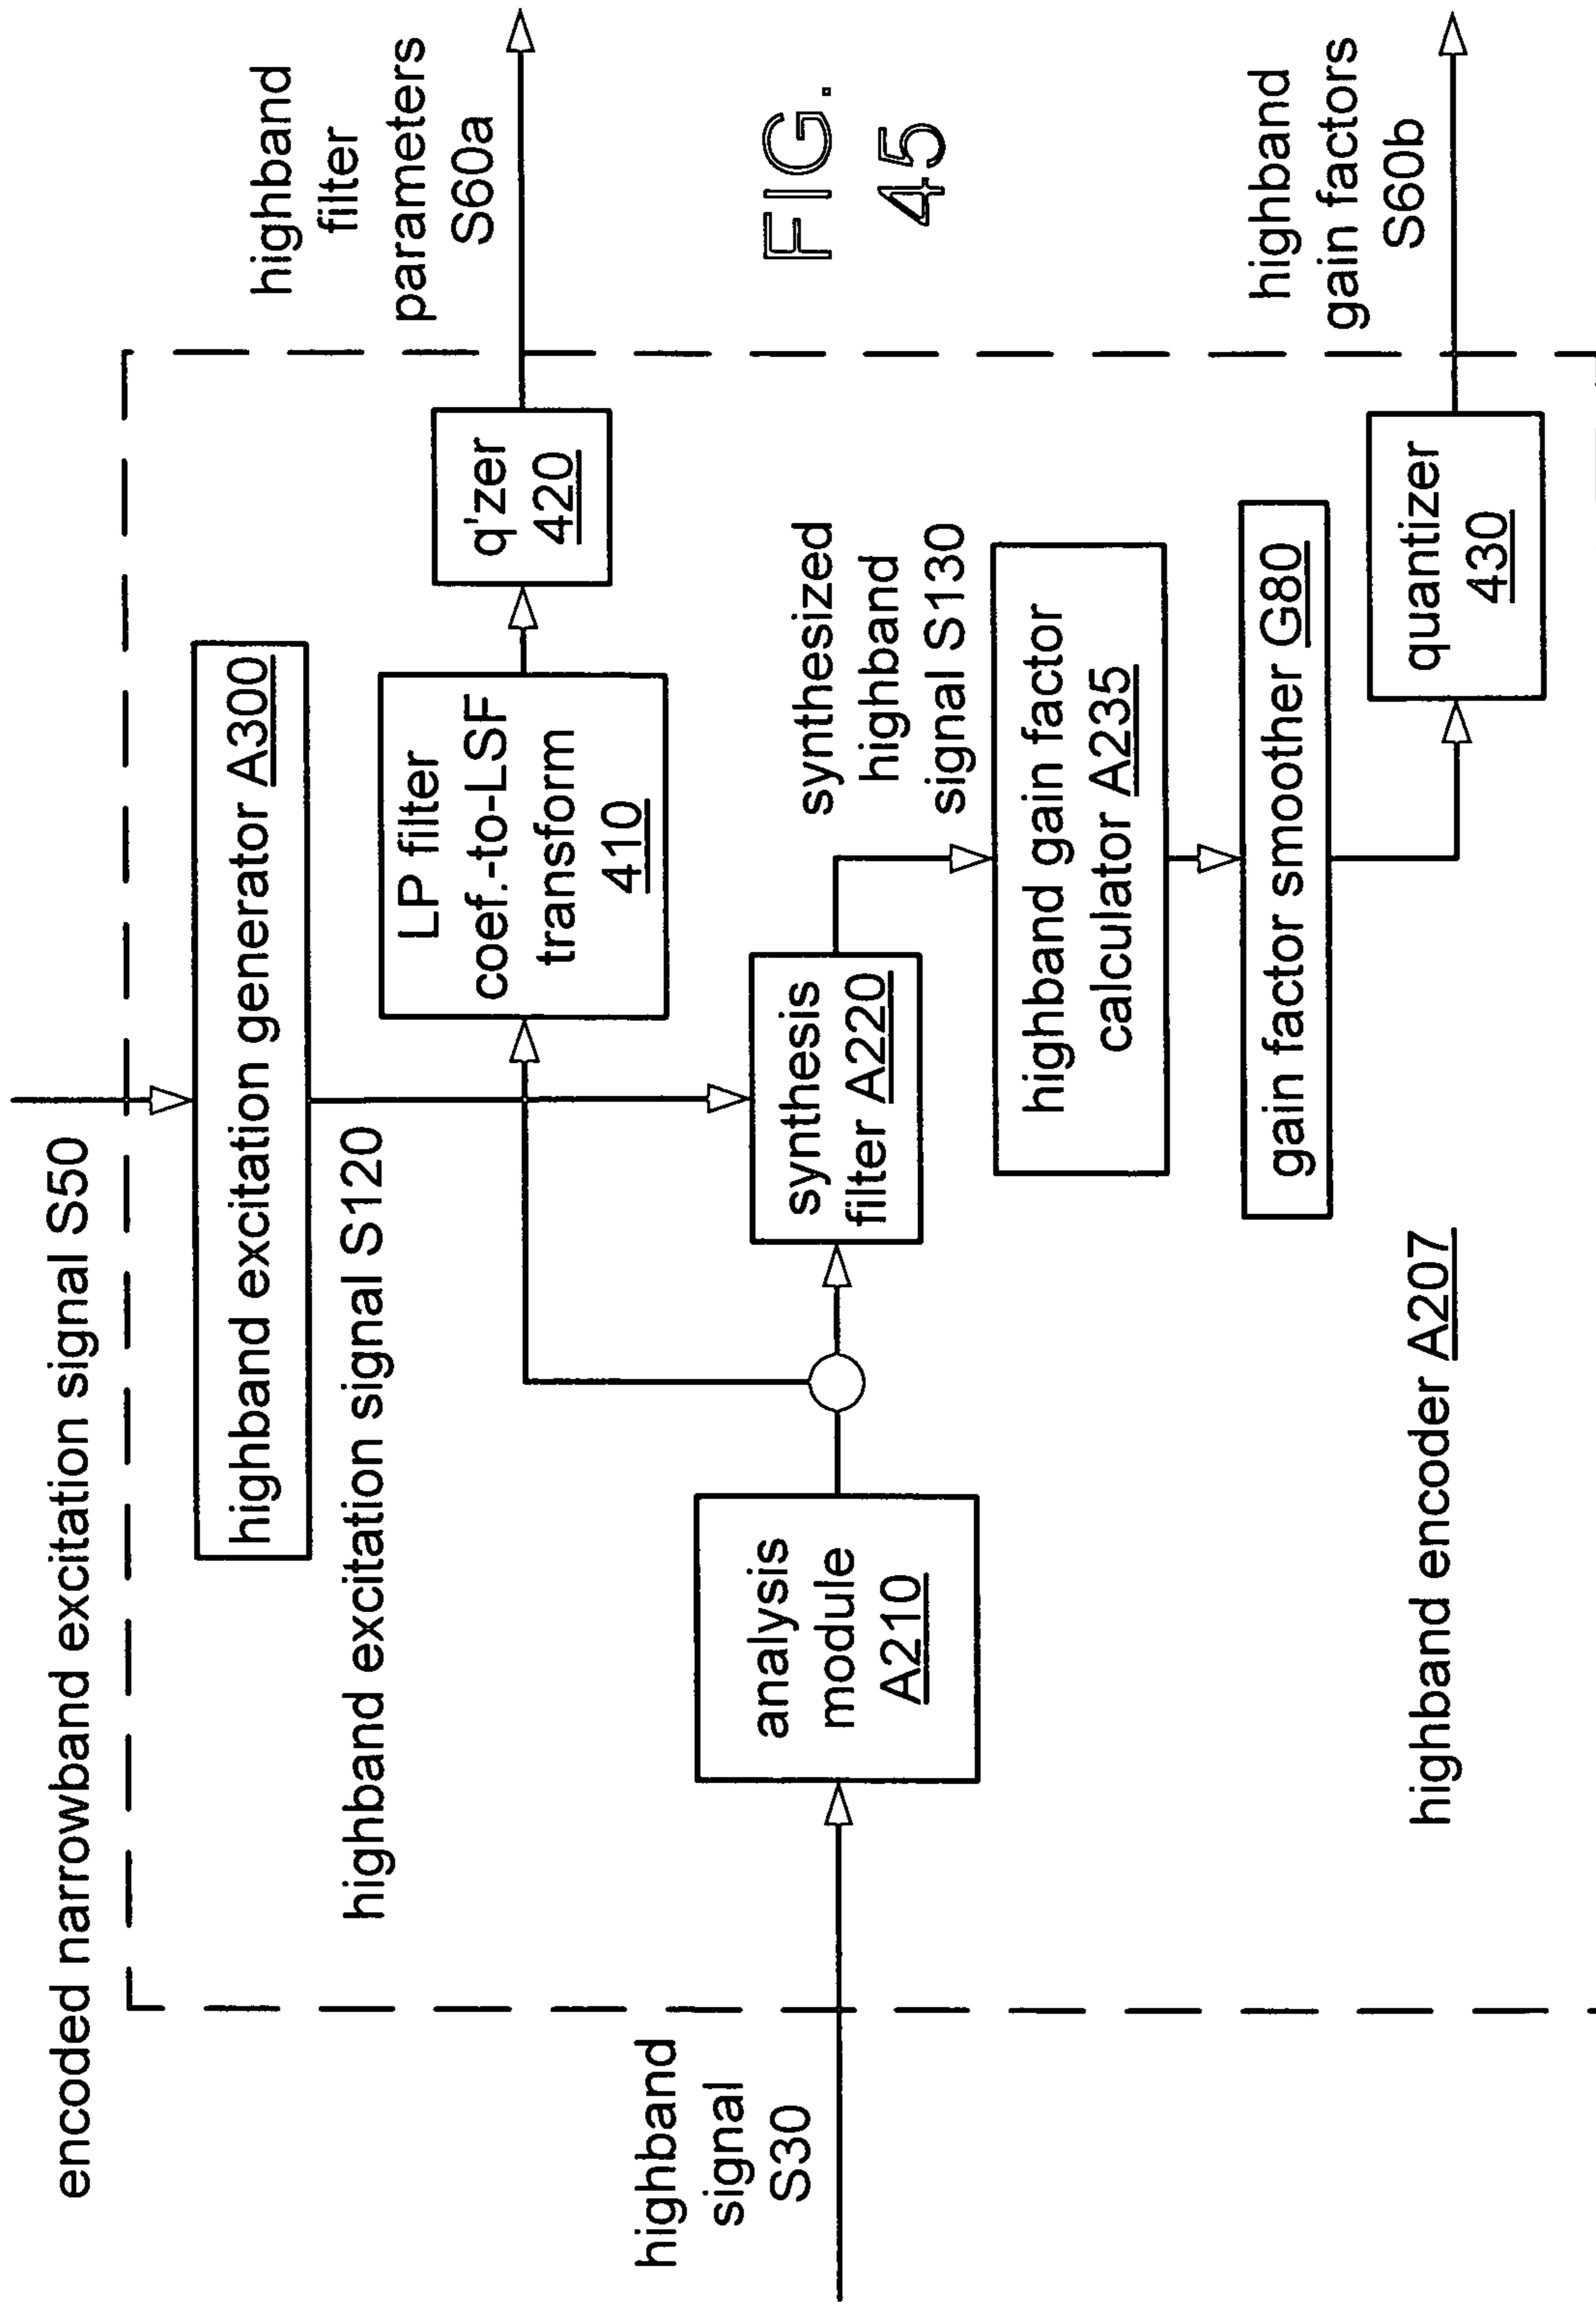 encoded narrowband excitation signal S50
highband excitation generator A300
highband excitation signal S120
LP filter
coef.-to-LSF
transform
410
q'zer
420
highband
filter
parameters
S60a
highband
signal
S30
analysis
module
A210
synthesis
filter A220
synthesized
highband
signal S130
highband gain factor
calculator A235
gain factor smoother G80
quantizer
430
highband
gain factors
S60b
highband encoder A207
FIG.
45